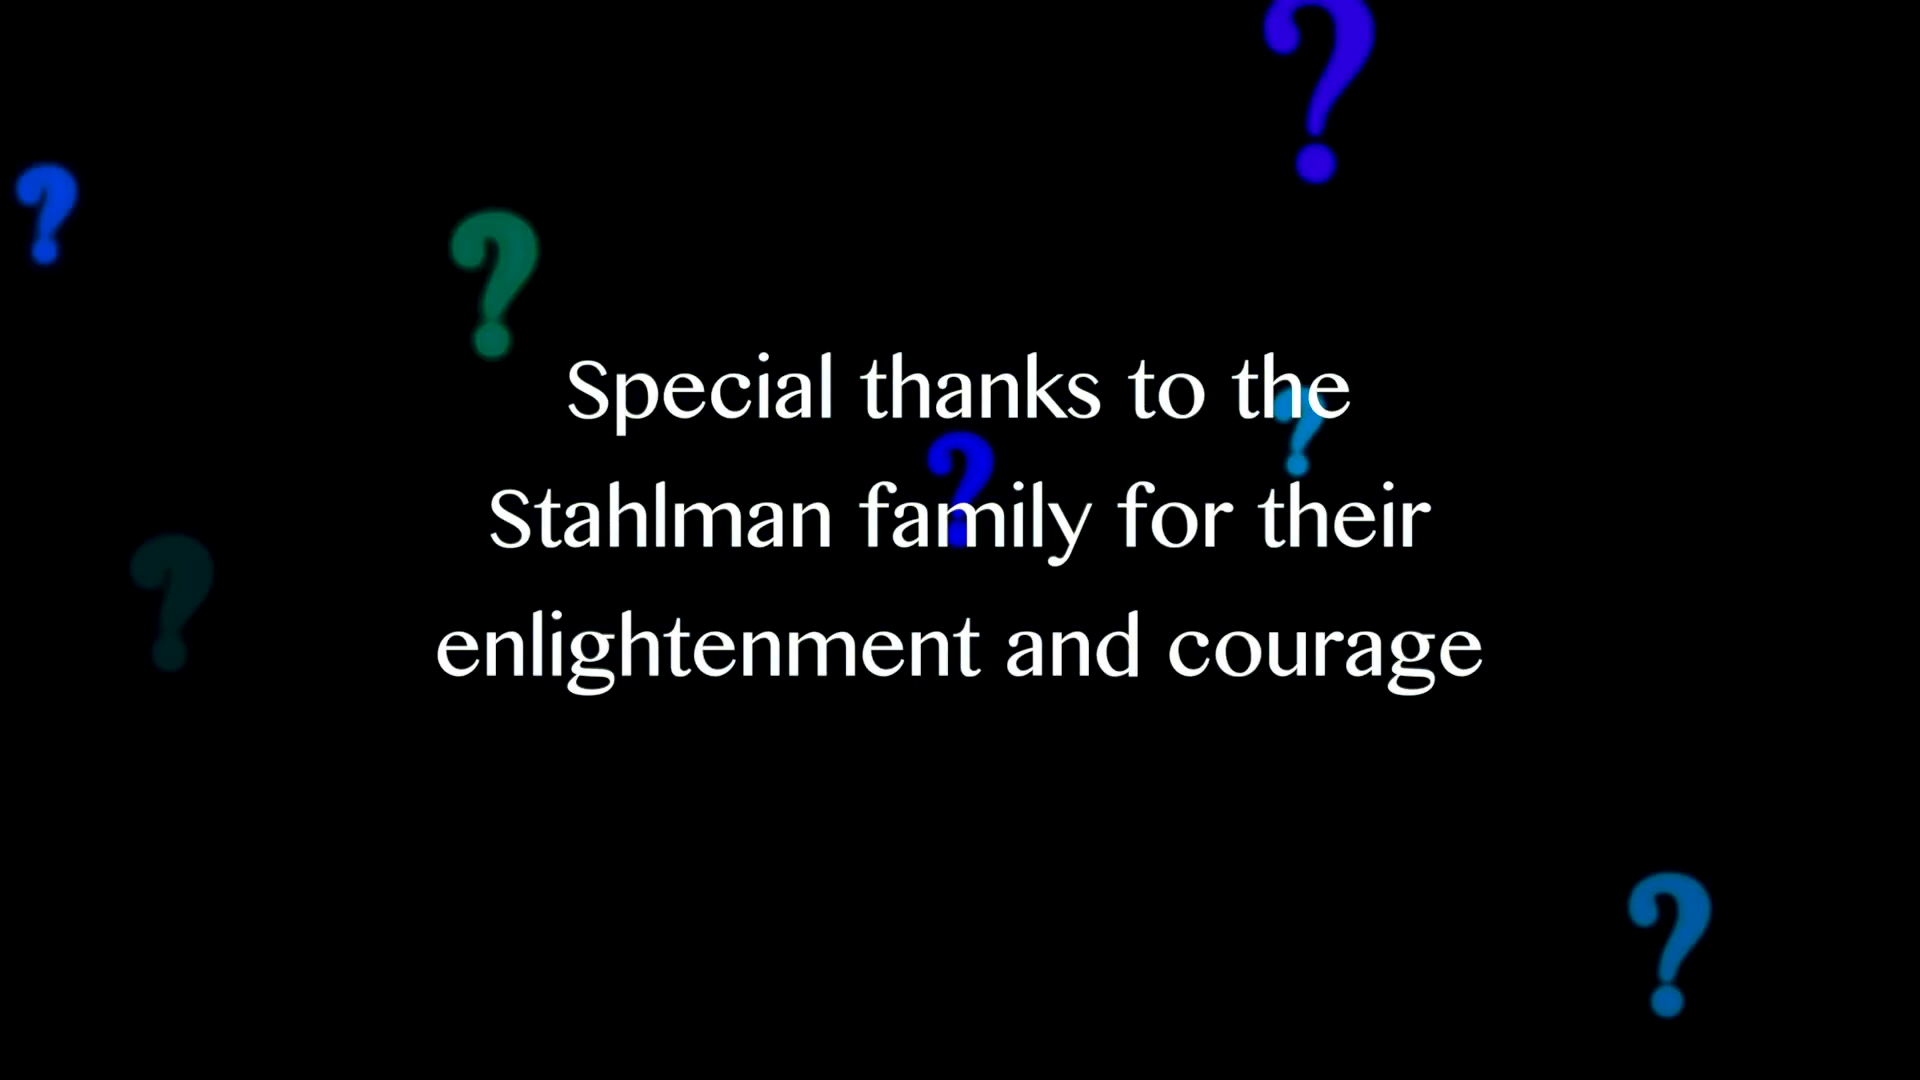 Special thanks to the
Stahlman family for their
enlightenment and courage